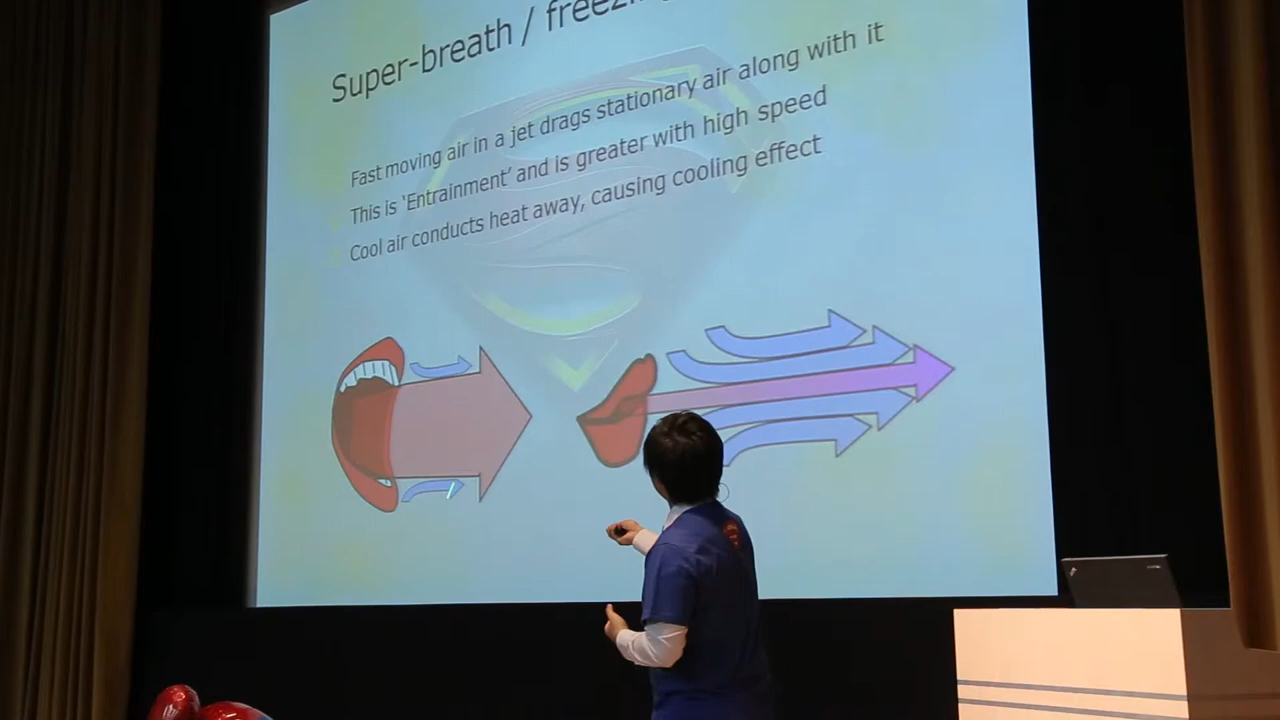 Super-breath / freezin
Fast moving air in a jet drags stationary air along with it
This is ‘Entrainment’ and is greater with high speed
Cool air conducts heat away, causing cooling effect